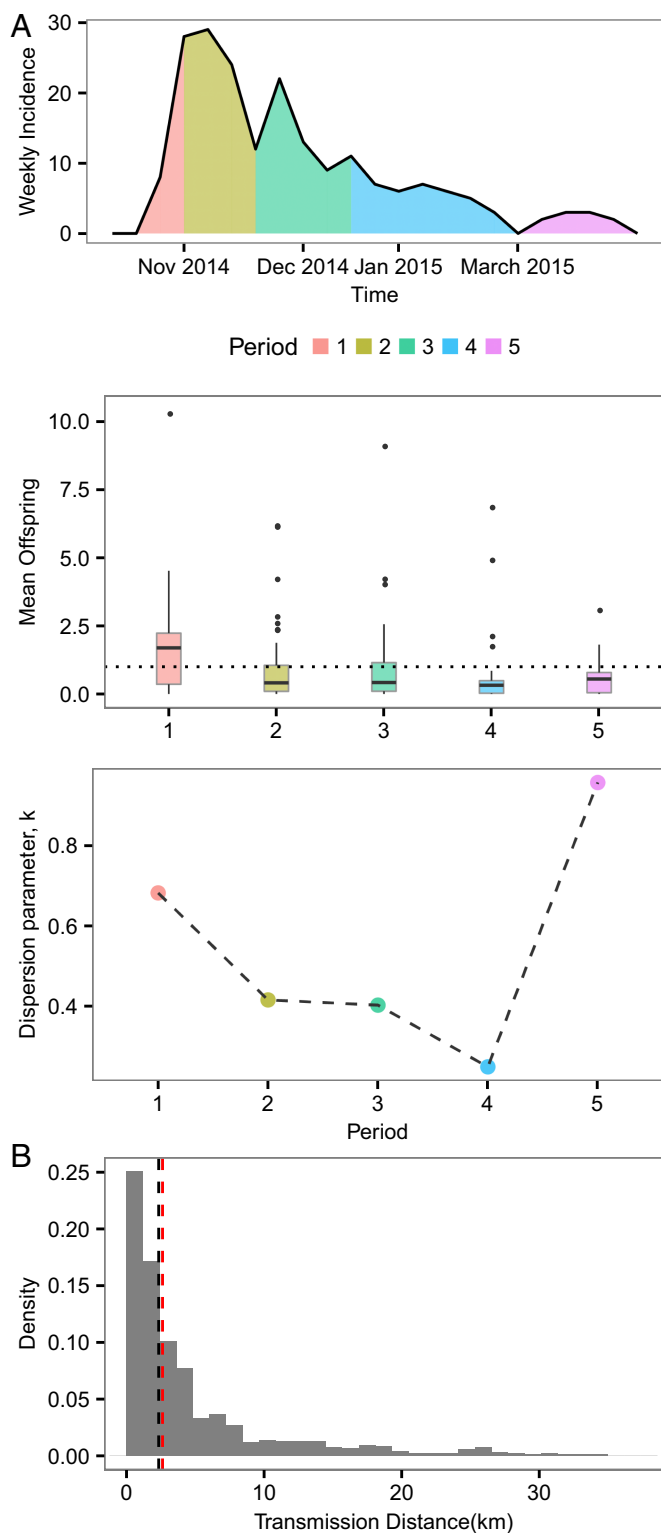 A
Weekly Incidence
30
20
10
0
Nov 2014 Dec 2014 Jan 2015 March 2015
Time
Period 1 2 3 4 5
Mean Offspring
10.0
7.5
5.0
2.5
0.0
1 2 3 4 5
Dispersion parameter, k
0.8
0.6
0.4
1 2 3 4 5
Period
B
Density
0.25
0.20
0.15
0.10
0.05
0.00
0 10 20 30
Transmission Distance(km)